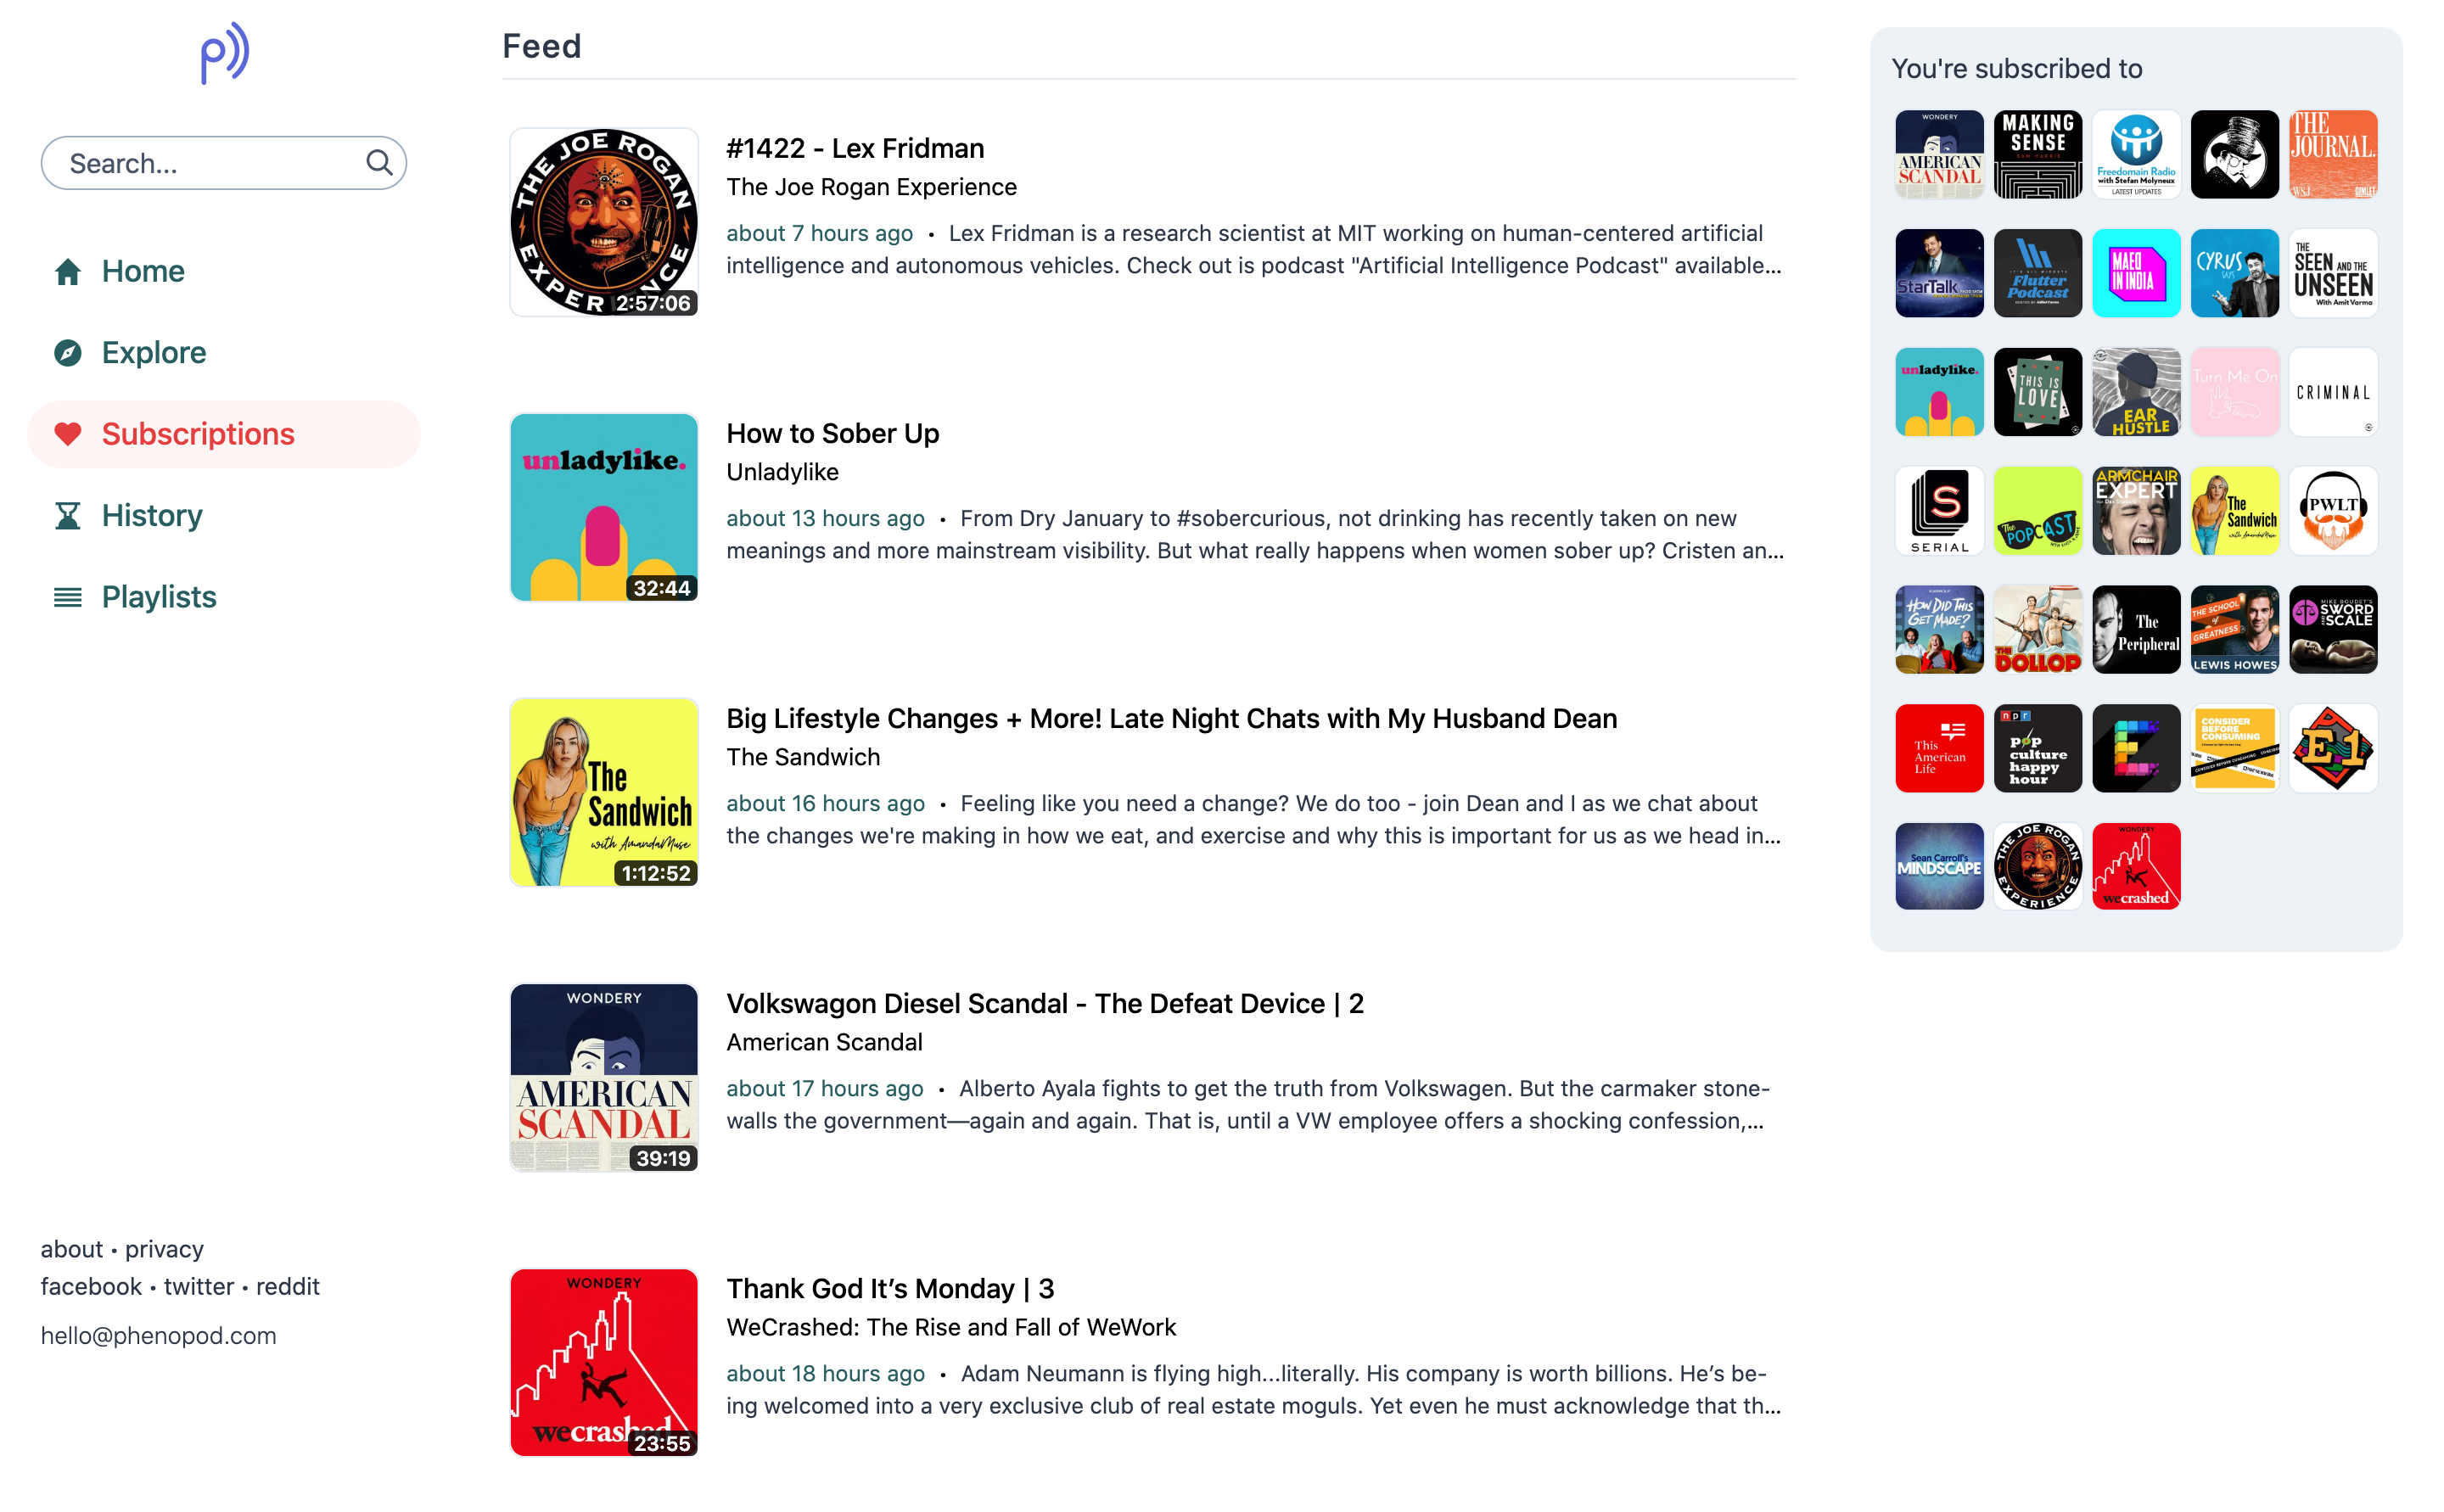 Search...
Home
Explore
Subscriptions
History
Playlists
about • privacy
facebook • twitter • reddit
hello@phenopod.com
Feed
THE JOE ROGAN
EXPERIENCE
2:57:06
#1422 - Lex Fridman
The Joe Rogan Experience
about 7 hours ago • Lex Fridman is a research scientist at MIT working on human-centered artificial
intelligence and autonomous vehicles. Check out is podcast "Artificial Intelligence Podcast" available...
unladylike.
32:44
How to Sober Up
Unladylike
about 13 hours ago • From Dry January to #sobercurious, not drinking has recently taken on new
meanings and more mainstream visibility. But what really happens when women sober up? Cristen an...
The
Sandwich
with AmandaMuse
1:12:52
Big Lifestyle Changes + More! Late Night Chats with My Husband Dean
The Sandwich
about 16 hours ago • Feeling like you need a change? We do too - join Dean and I as we chat about
the changes we're making in how we eat, and exercise and why this is important for us as we head in...
WONDERY
AMERICAN
SCANDAL
39:19
Volkswagon Diesel Scandal - The Defeat Device | 2
American Scandal
about 17 hours ago • Alberto Ayala fights to get the truth from Volkswagen. But the carmaker stone-
walls the government—again and again. That is, until a VW employee offers a shocking confession,...
WONDERY
wecrashed
23:55
Thank God It’s Monday | 3
WeCrashed: The Rise and Fall of WeWork
about 18 hours ago • Adam Neumann is flying high...literally. His company is worth billions. He’s be-
ing welcomed into a very exclusive club of real estate moguls. Yet even he must acknowledge that th...
You're subscribed to
WONDERY
AMERICAN
SCANDAL
MAKING
SENSE
SAM HARRIS
Freedomain Radio
with Stefan Molyneux
LATEST UPDATES
THE
JOURNAL.
WSJ GIMLET
StarTalk
Flutter
Podcast
MAED
IN INDIA
CYRUS
SAYS
THE
SEEN AND THE
UNSEEN
With Amit Varma
unladylike.
THIS IS
LOVE
EAR
HUSTLE
Turn Me On
CRIMINAL
SERIAL
The
POPCAST
ARMCHAIR
EXPERT
The
Sandwich
with AmandaMuse
PWLT
HOW DID THIS
GET MADE?
THE
DOLLOP
The
Peripheral
THE SCHOOL
of
GREATNESS
LEWIS HOWES
MIKE BOUDET'S
SWORD
AND
SCALE
This
American
Life
npr
pop
culture
happy
hour
E
CONSIDER
BEFORE
CONSUMING
E1
Sean Carroll's
MINDSCAPE
THE JOE ROGAN
EXPERIENCE
WONDERY
wecrashed